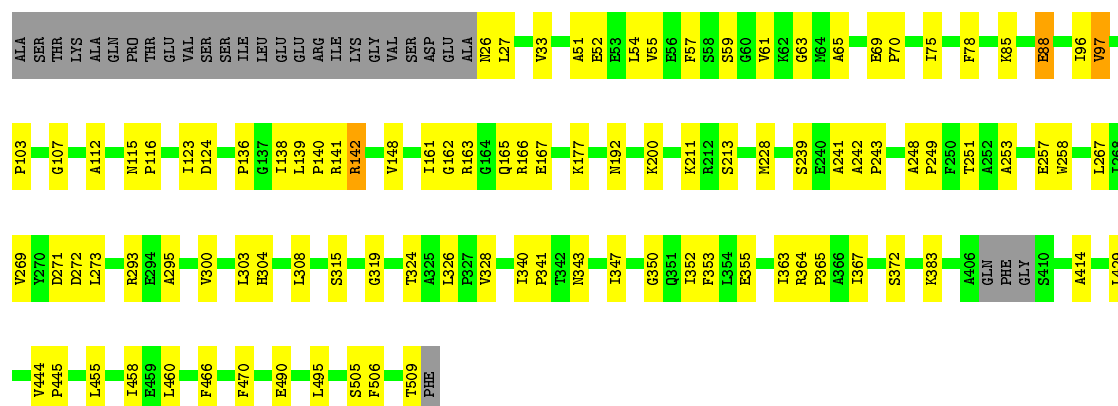 ALA SER THR LYS ALA GLN PRO THR GLU VAL SER SER ILE LEU GLU GLU ARG ILE LYS GLY VAL SER ASP GLU ALA N26 L27 V33 A51 E52 E53 L54 V55 E56 F57 S58 S59 G60 V61 K62 G63 M64 A65 E69 P70 I75 F78 K85 E88 I96 V97
P103 G107 A112 N115 P116 I123 D124 P136 G137 I138 L139 P140 R141 R142 V148 I161 G162 R163 G164 Q165 R166 E167 K177 N192 K200 K211 R212 S213 M228 S239 E240 A241 A242 P243 A248 P249 F250 T251 A252 A253 E257 W258 L267 I268
V269 Y270 D271 D272 L273 R293 E294 A295 V300 L303 H304 L308 S315 G319 T324 A325 L326 P327 V328 I340 P341 T342 N343 I347 G350 Q351 I352 F353 L354 E355 I363 R364 P365 A366 I367 S372 K383 A406 GLN PHE GLY S410 A414
V444 P445 L455 I458 E459 L460 F466 F470 E490 L495 S505 F506 T509 PHE